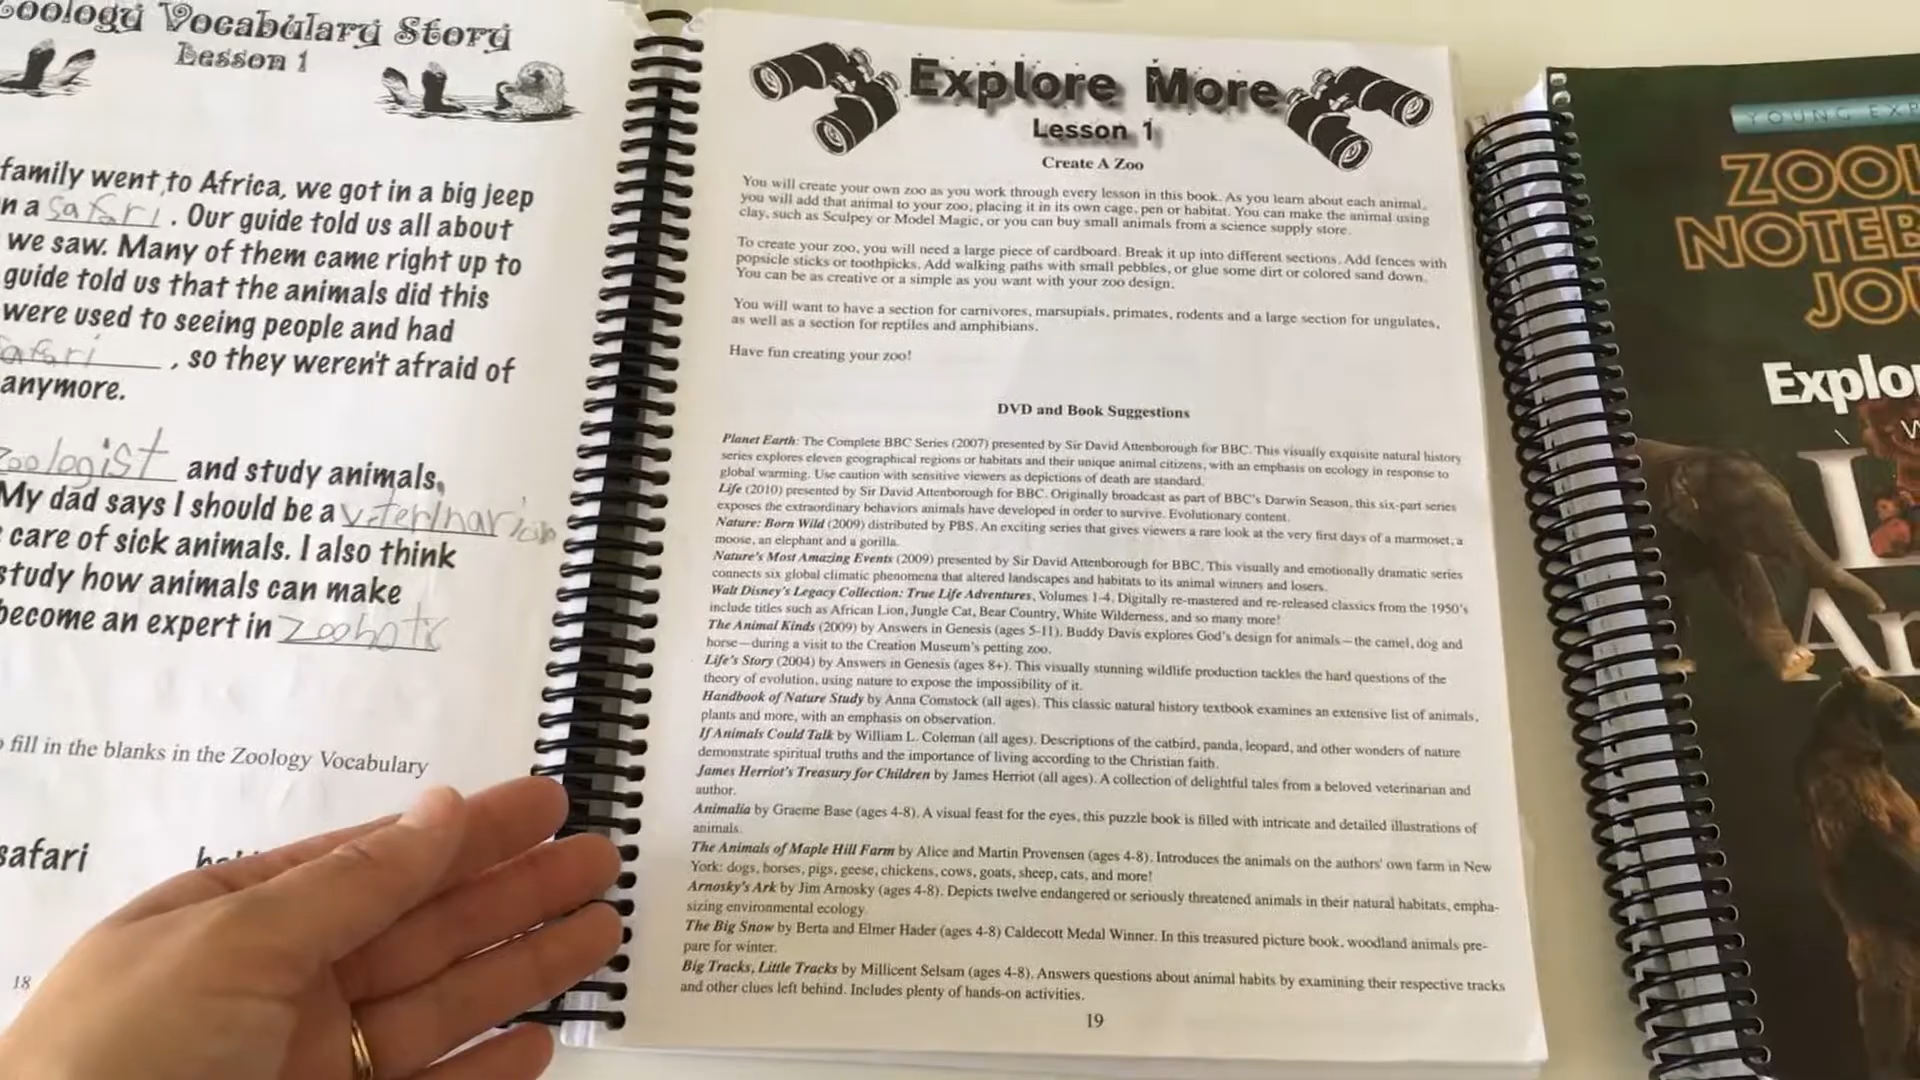 Zoology Vocabulary Story
Lesson 1
family went to Africa, we got in a big jeep
n a safari. Our guide told us all about
we saw. Many of them came right up to
guide told us that the animals did this
were used to seeing people and had
afari, so they weren't afraid of
anymore.
Zoologist and study animals.
My dad says I should be a veterinarian
care of sick animals. I also think
study how animals can make
become an expert in
fill in the blanks in the Zoology Vocabulary
safari
18
Explore More
Lesson 1
Create A Zoo
You will create your own zoo as you work through every lesson in this book. As you learn about each animal,
you will add that animal to your zoo, placing it in its own cage, pen or habitat. You can make the animal using
clay, such as Sculpey or Model Magic, or you can buy small animals from a science supply store.
To create your zoo, you will need a large piece of cardboard. Break it up into different sections. Add fences with
popsicle sticks or toothpicks. Add walking paths with small pebbles, or glue some dirt or colored sand down.
You can be as creative or a simple as you want with your zoo design.
You will want to have a section for carnivores, marsupials, primates, rodents and a large section for ungulates,
as well as a section for reptiles and amphibians.
Have fun creating your zoo!
DVD and Book Suggestions
Planet Earth: The Complete BBC Series (2007) presented by Sir David Attenborough for BBC. This visually exquisite natural history
series explores eleven geographical regions or habitats and their unique animal citizens, with an emphasis on ecology in response to
global warming. Use caution with sensitive viewers as depictions of death are standard.
Life (2010) presented by Sir David Attenborough for BBC. Originally broadcast as part of BBC's Darwin Season, this six-part series
exposes the extraordinary behaviors animals have developed in order to survive. Evolutionary content.
Nature: Born Wild (2009) distributed by PBS. An exciting series that gives viewers a rare look at the very first days of a marmoset, a
moose, an elephant and a gorilla.
Nature's Most Amazing Events (2009) presented by Sir David Attenborough for BBC. This visually and emotionally dramatic series
connects six global climatic phenomena that altered landscapes and habitats to its animal winners and losers.
Walt Disney's Legacy Collection: True Life Adventures, Volumes 1-4. Digitally re-mastered and re-released classics from the 1950's
include titles such as African Lion, Jungle Cat, Bear Country, White Wilderness, and so many more!
The Animal Kinds (2009) by Answers in Genesis (ages 5-11). Buddy Davis explores God's design for animals—the camel, dog and
horse—during a visit to the Creation Museum's petting zoo.
Life's Story (2004) by Answers in Genesis (ages 8+). This visually stunning wildlife production tackles the hard questions of the
theory of evolution, using nature to expose the impossibility of it.
Handbook of Nature Study by Anna Comstock (all ages). This classic natural history textbook examines an extensive list of animals,
plants and more, with an emphasis on observation.
If Animals Could Talk by William L. Coleman (all ages). Descriptions of the catbird, panda, leopard, and other wonders of nature
demonstrate spiritual truths and the importance of living according to the Christian faith.
James Herriot's Treasury for Children by James Herriot (all ages). A collection of delightful tales from a beloved veterinarian and
author.
Animalia by Graeme Base (ages 4-8). A visual feast for the eyes, this puzzle book is filled with intricate and detailed illustrations of
animals.
The Animals of Maple Hill Farm by Alice and Martin Provensen (ages 4-8). Introduces the animals on the authors' own farm in New
York: dogs, horses, pigs, geese, chickens, cows, goats, sheep, cats, and more!
Arnosky's Ark by Jim Arnosky (ages 4-8). Depicts twelve endangered or seriously threatened animals in their natural habitats, empha-
sizing environmental ecology
The Big Snow by Berta and Elmer Hader (ages 4-8) Caldecott Medal Winner. In this treasured picture book, woodland animals pre-
pare for winter.
Big Tracks, Little Tracks by Millicent Selsam (ages 4-8). Answers questions about animal habits by examining their respective tracks
and other clues left behind. Includes plenty of hands-on activities.
19
YOUNG EXP
ZOOL
NOTEB
JOU
Explo
W
L
An